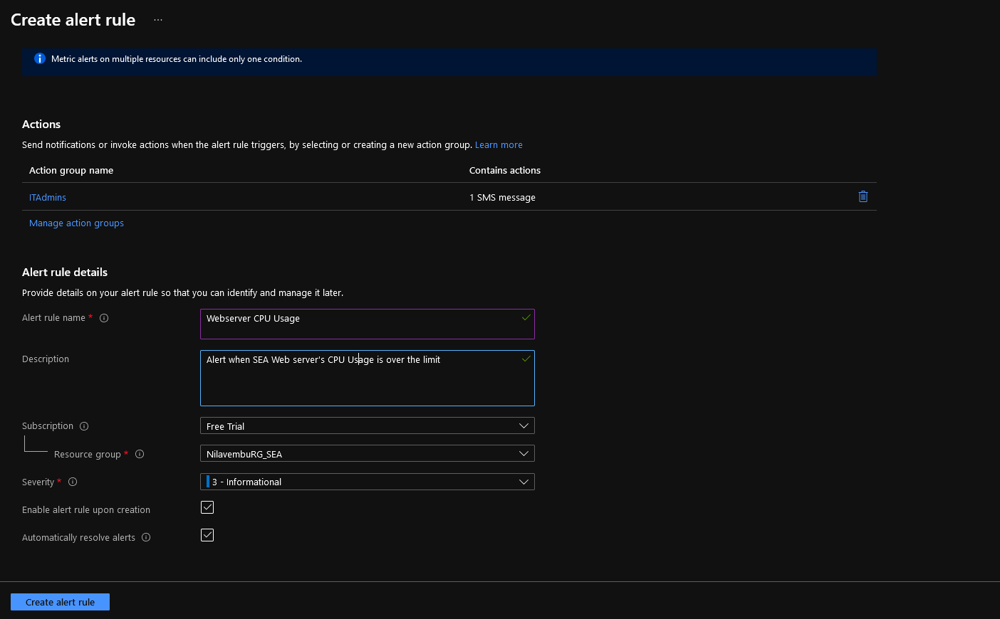 Create alert rule ...
Metric alerts on multiple resources can include only one condition.
Actions
Send notifications or invoke actions when the alert rule triggers, by selecting or creating a new action group. Learn more
Action group name Contains actions
ITAdmins 1 SMS message
Manage action groups
Alert rule details
Provide details on your alert rule so that you can identify and manage it later.
Alert rule name * Webserver CPU Usage
Description Alert when SEA Web server's CPU Usage is over the limit
Subscription Free Trial
Resource group * NilavembuRG_SEA
Severity * 3 - Informational
Enable alert rule upon creation
Automatically resolve alerts
Create alert rule